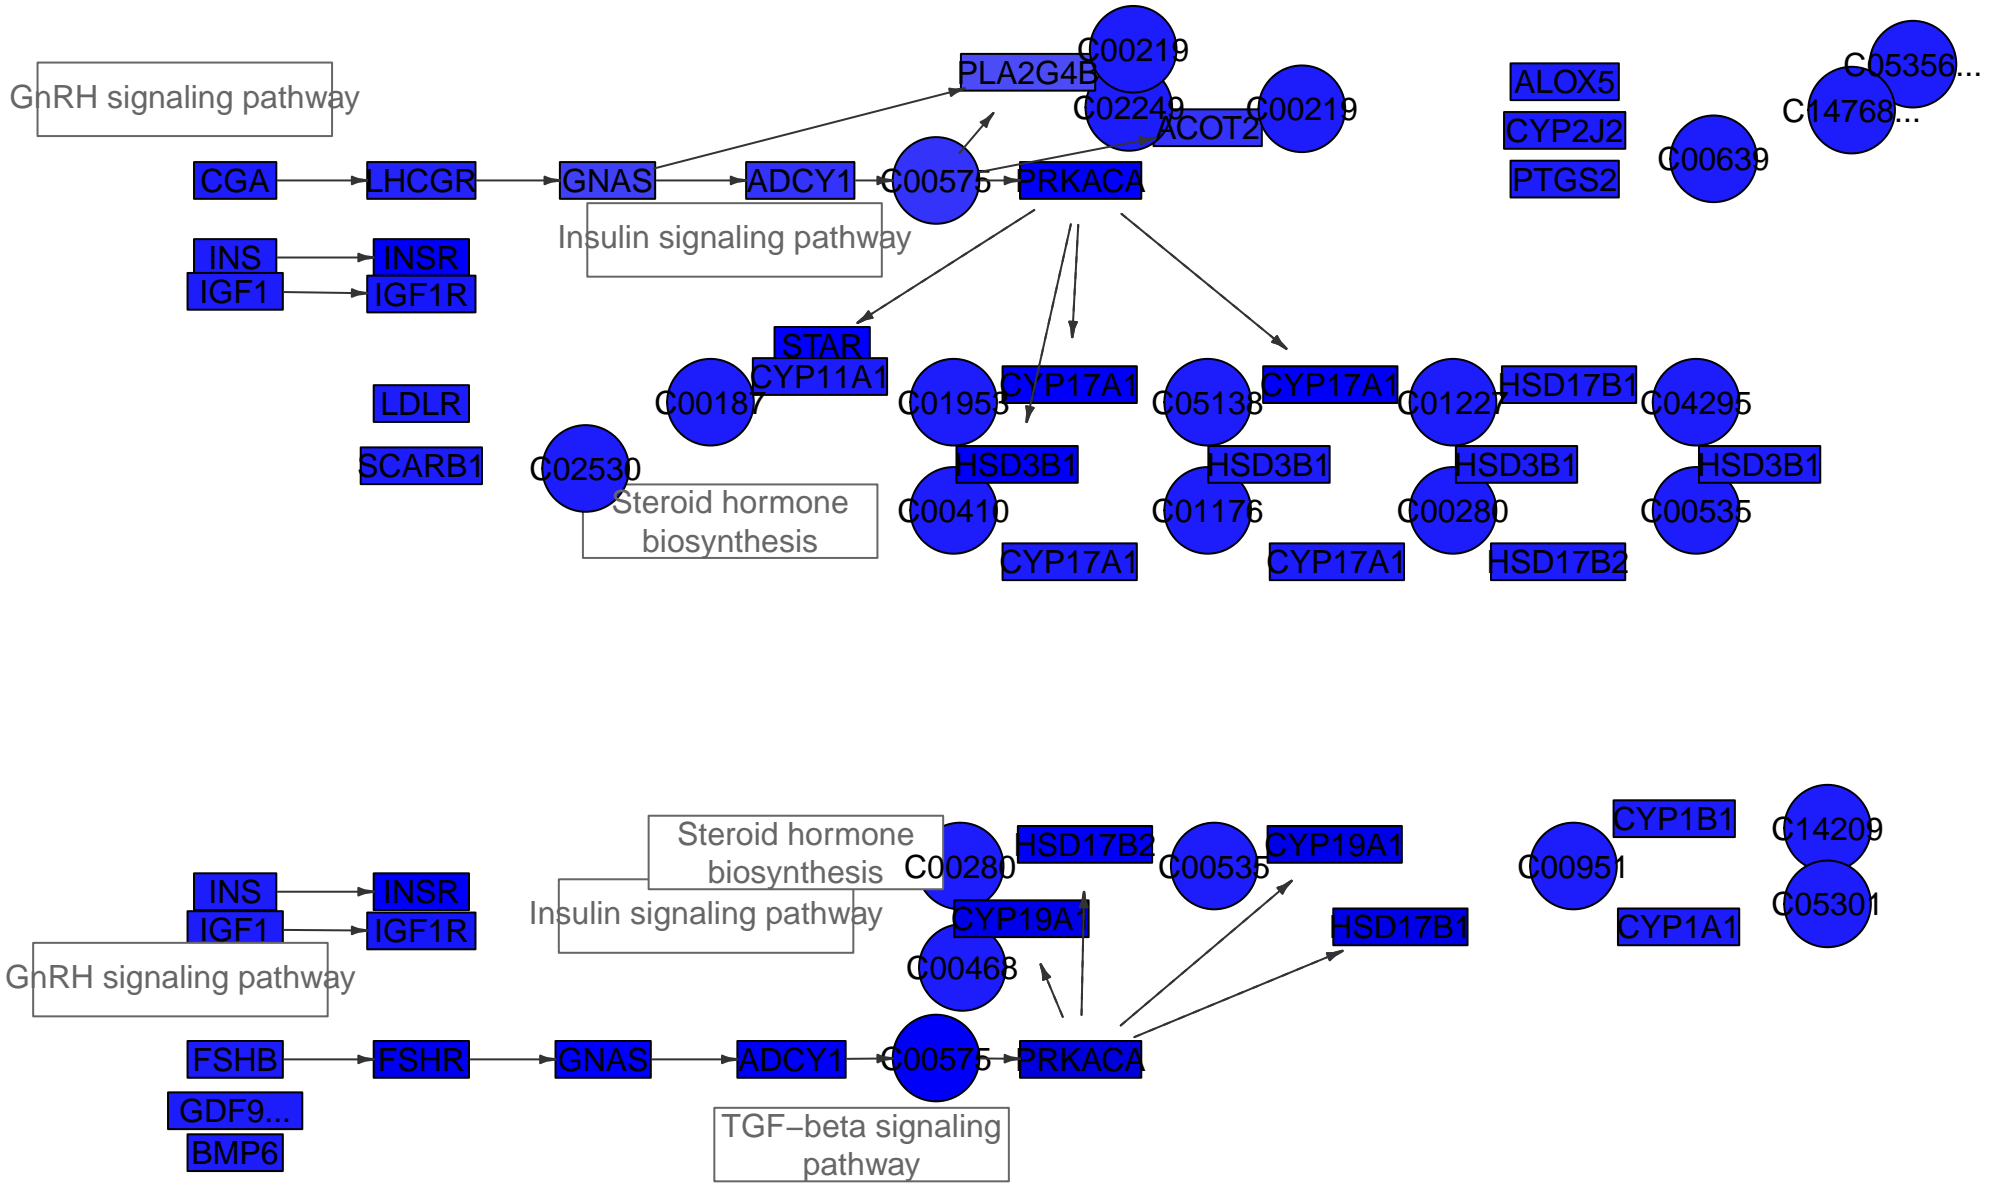 C00219
C05356...
PLA2G4B
ALOX5
GnRH signaling pathway
C02249
C00219
C14768...
ACOT2
CYP2J2
C00639
CGA
LHCGR
GNAS
ADCY1
C00575
PRKACA
PTGS2
Insulin signaling pathway
INS
INSR
IGF1
IGF1R
STAR
CYP11A1
CYP17A1
CYP17A1
HSD17B1
LDLR
C00187
C01953
C05138
C01227
C04295
SCARB1
C02530
HSD3B1
HSD3B1
HSD3B1
HSD3B1
Steroid hormone
biosynthesis
C00410
C01176
C00280
C00535
CYP17A1
CYP17A1
HSD17B2
CYP1B1
C14209
Steroid hormone
biosynthesis
C00280
HSD17B2
C00535
CYP19A1
C00951
INS
INSR
C05301
Insulin signaling pathway
CYP19A1
IGF1
IGF1R
HSD17B1
CYP1A1
GnRH signaling pathway
C00468
FSHB
FSHR
GNAS
ADCY1
C00575
PRKACA
GDF9...
TGF−beta signaling
pathway
BMP6